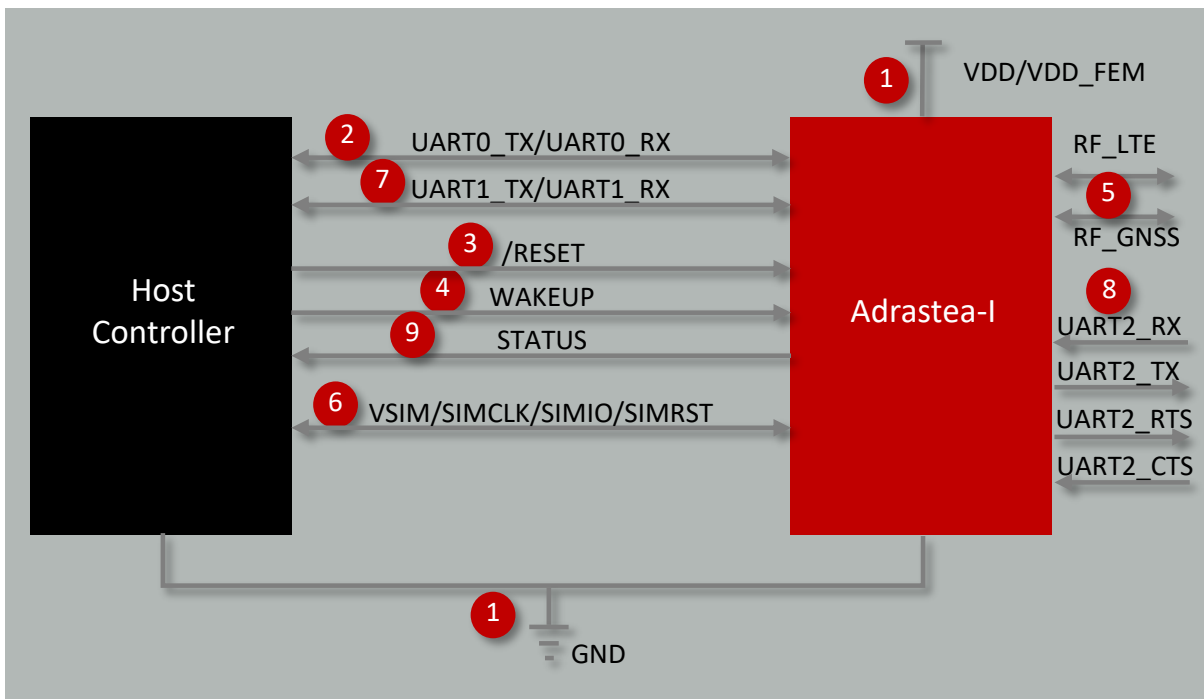 1
VDD/VDD_FEM
2
UART0_TX/UART0_RX
7
UART1_TX/UART1_RX
3
/RESET
4
WAKEUP
9
STATUS
6
VSIM/SIMCLK/SIMIO/SIMRST
Host
Controller
Adrastea-I
RF_LTE
5
RF_GNSS
8
UART2_RX
UART2_TX
UART2_RTS
UART2_CTS
1
GND